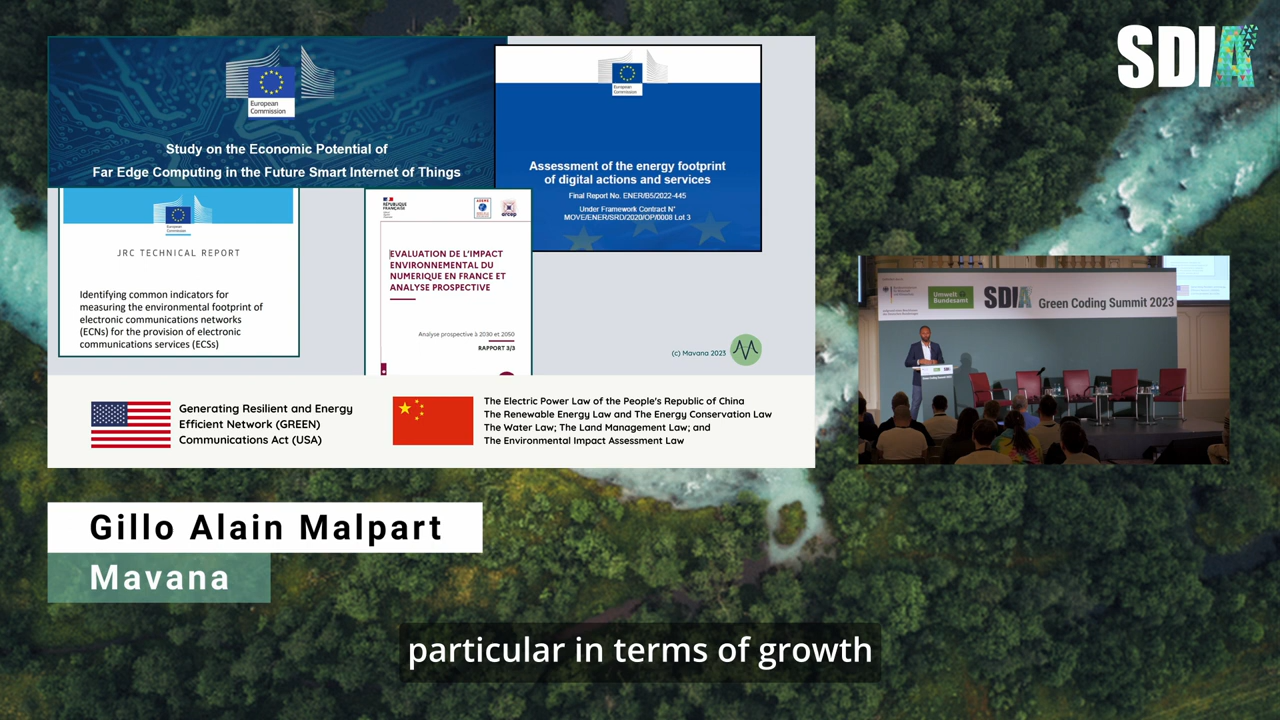 SDIA
European
Commission
Study on the Economic Potential of
Far Edge Computing in the Future Smart Internet of Things
European
Commission
Assessment of the energy footprint
of digital actions and services
Final Report No. ENER/B5/2022-445
Under Framework Contract N°
MOVE/ENER/SRD/2020/OP/0008 Lot 3
JRC TECHNICAL REPORT
Identifying common indicators for
measuring the environmental footprint of
electronic communications networks
(ECNs) for the provision of electronic
communications services (ECSs)
RÉPUBLIQUE
FRANÇAISE
ADEME
arcep
EVALUATION DE L'IMPACT
ENVIRONNEMENTAL DU
NUMERIQUE EN FRANCE ET
ANALYSE PROSPECTIVE
Analyse prospective à 2030 et 2050
RAPPORT 3/3
(c) Mavana 2023
Generating Resilient and Energy
Efficient Network (GREEN)
Communications Act (USA)
The Electric Power Law of the People's Republic of China
The Renewable Energy Law and The Energy Conservation Law
The Water Law; The Land Management Law; and
The Environmental Impact Assessment Law
Umwelt
Bundesamt
SDIA
Green Coding Summit 2023
Gillo Alain Malpart
Mavana
particular in terms of growth